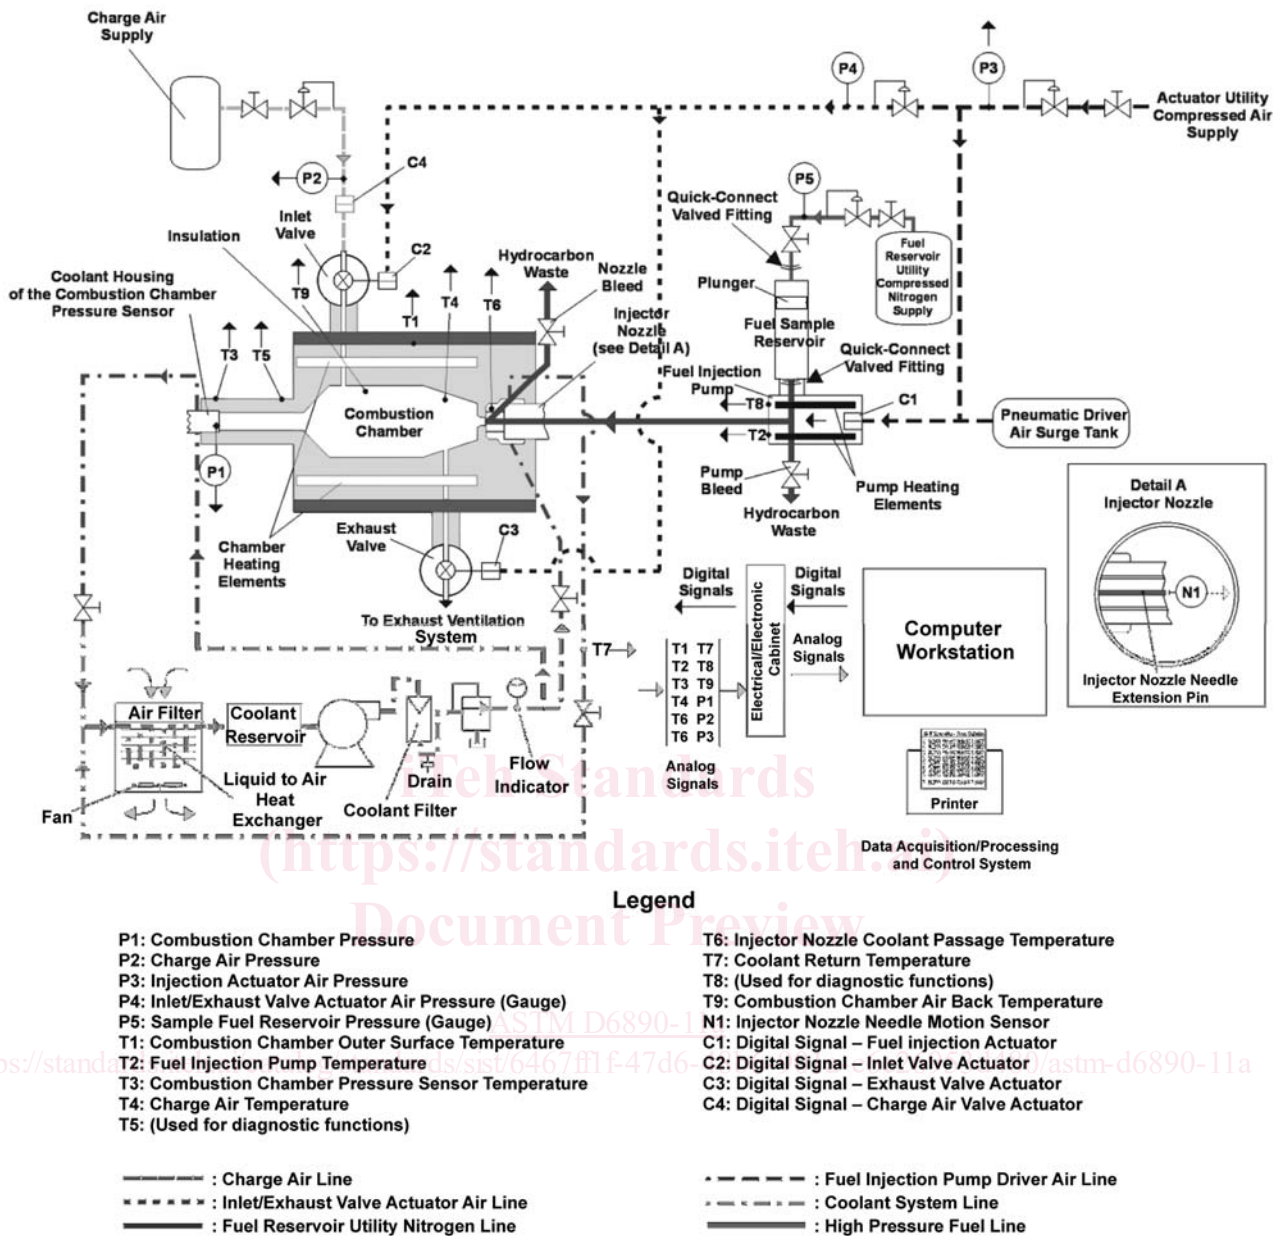 Charge Air
Supply
P4
P3
Actuator Utility
Compressed Air
Supply
P2
C4
P5
Quick-Connect
Valved Fitting
Inlet
Valve
Insulation
C2
Hydrocarbon
Waste
Nozzle
Bleed
Fuel
Reservoir
Utility
Compressed
Nitrogen
Supply
Coolant Housing
of the Combustion Chamber
Pressure Sensor
T9
T4
T6
T1
Plunger
Injector
Nozzle
(see Detail A)
Fuel Sample
Reservoir
T3
T5
Quick-Connect
Valved Fitting
Fuel Injection
Pump
T8
C1
Combustion
Chamber
T2
Pneumatic Driver
Air Surge Tank
P1
Pump
Bleed
Pump Heating
Elements
Hydrocarbon
Waste
Detail A
Injector Nozzle
N1
Injector Nozzle Needle
Extension Pin
Exhaust
Valve
C3
Chamber
Heating
Elements
To Exhaust Ventilation
System
T7
Digital
Signals
Digital
Signals
Analog
Signals
Electrical/Electronic
Cabinet
Computer
Workstation
T1 T7
T2 T8
T3 T9
T4 P1
T6 P2
T6 P3
Analog
Signals
Air Filter
Coolant
Reservoir
Liquid to Air
Heat
Exchanger
Fan
Drain
Coolant Filter
Flow
Indicator
Printer
Data Acquisition/Processing
and Control System
iTeh Standards
(https://standards.iteh.ai)
Document Preview
Legend
P1: Combustion Chamber Pressure
P2: Charge Air Pressure
P3: Injection Actuator Air Pressure
P4: Inlet/Exhaust Valve Actuator Air Pressure (Gauge)
P5: Sample Fuel Reservoir Pressure (Gauge)
T1: Combustion Chamber Outer Surface Temperature
T2: Fuel Injection Pump Temperature
T3: Combustion Chamber Pressure Sensor Temperature
T4: Charge Air Temperature
T5: (Used for diagnostic functions)
T6: Injector Nozzle Coolant Passage Temperature
T7: Coolant Return Temperature
T8: (Used for diagnostic functions)
T9: Combustion Chamber Air Back Temperature
N1: Injector Nozzle Needle Motion Sensor
C1: Digital Signal – Fuel injection Actuator
C2: Digital Signal – Inlet Valve Actuator
C3: Digital Signal – Exhaust Valve Actuator
C4: Digital Signal – Charge Air Valve Actuator
ASTM D6890-11a
: Charge Air Line
: Inlet/Exhaust Valve Actuator Air Line
: Fuel Reservoir Utility Nitrogen Line
: Fuel Injection Pump Driver Air Line
: Coolant System Line
: High Pressure Fuel Line